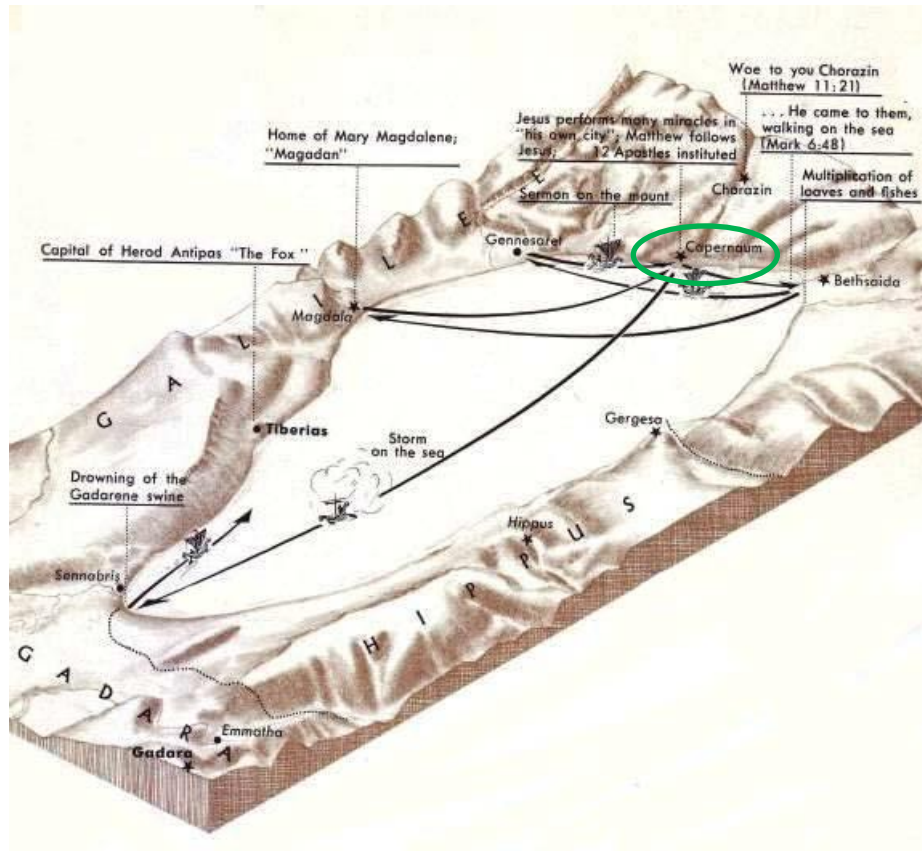 Woe to you Chorazin
(Matthew 11:21)
... He came to them,
walking on the sea
(Mark 6:48)
Jesus performs many miracles in
"his own city"; Matthew follows
Jesus; 12 Apostles instituted
Home of Mary Magdalene;
"Magadan"
Multiplication of
loaves and fishes
Chorazin
Sermon on the mount
Capital of Herod Antipas "The Fox"
Gennesaret
Capernaum
Bethsaida
Magdala
GALILEE
Tiberias
Gergesa
Storm
on the sea
Drowning of the
Gadarene swine
Hippus
HIPPUS
Sennabris
GADARA
Emmatha
Gadara